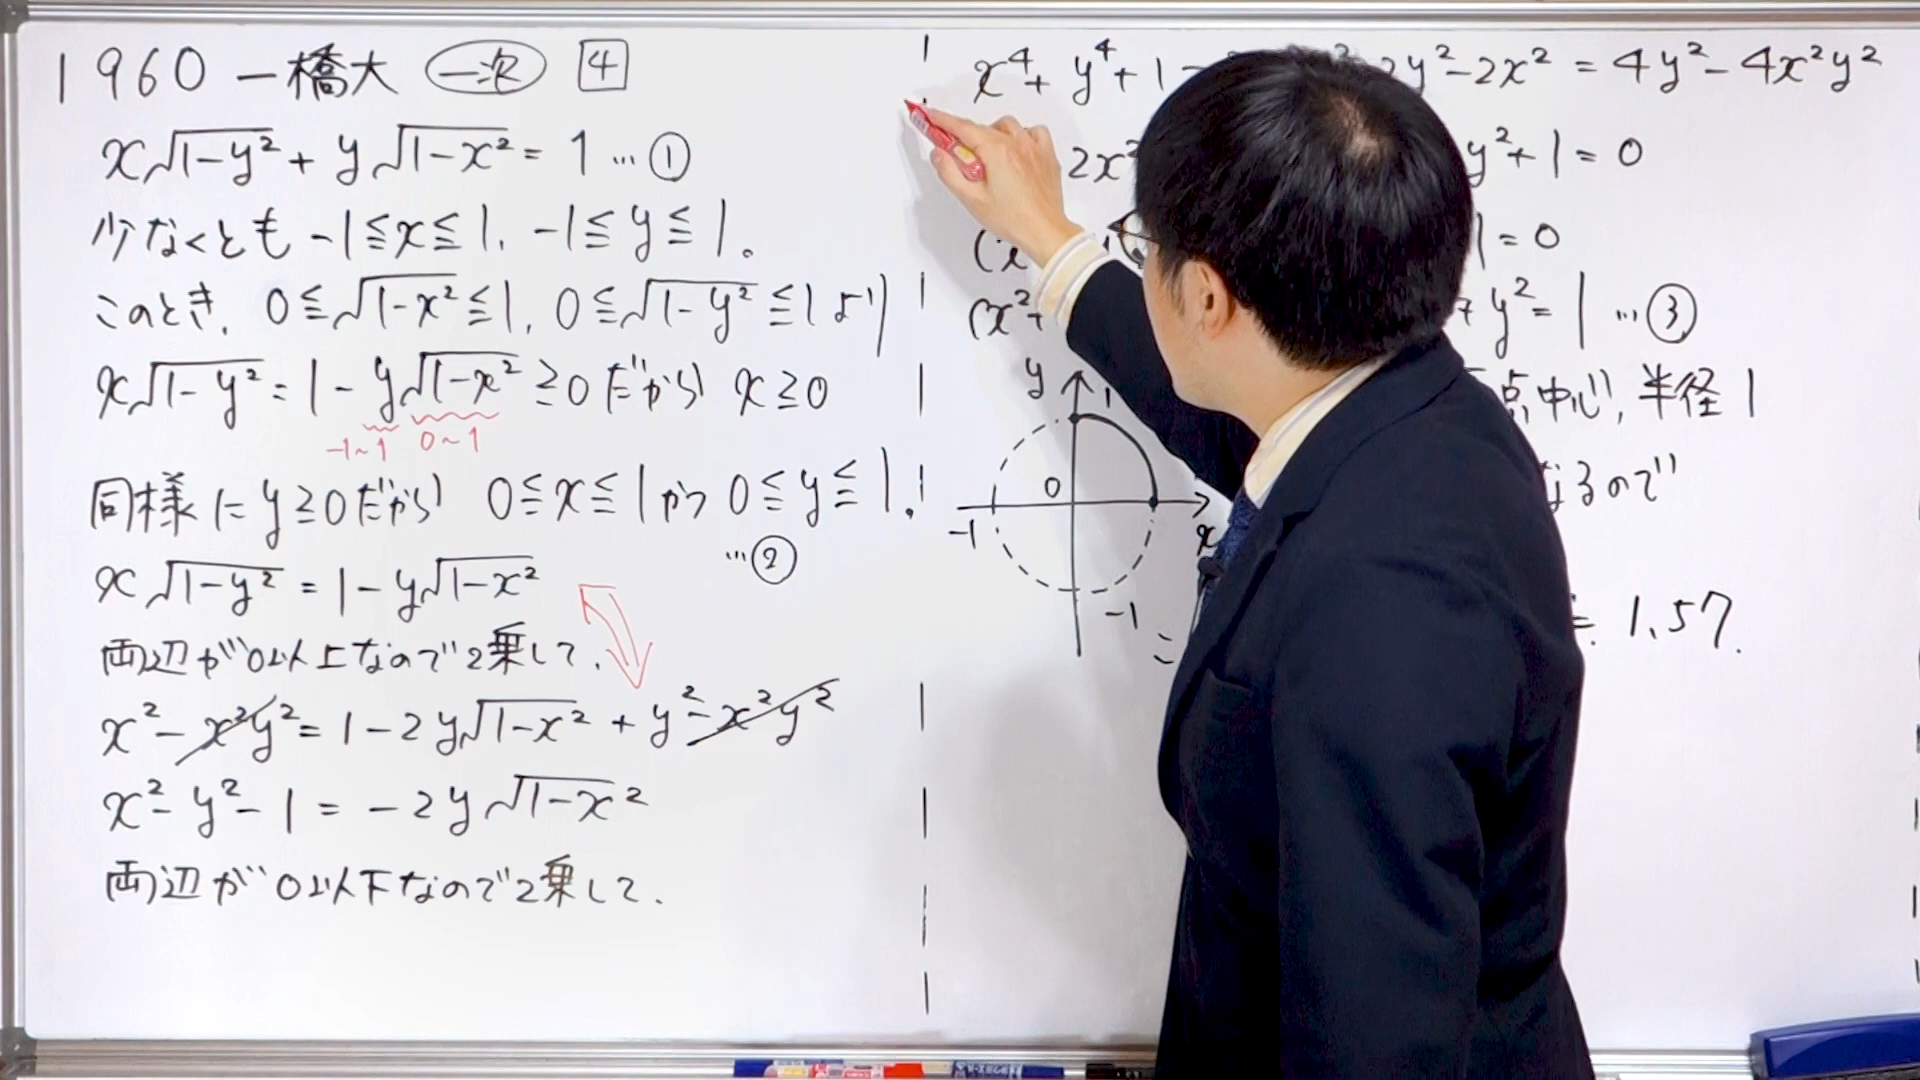 1960 一橋大 一次 4
x√1-y² + y√1-x² = 1 … ①
少なくとも -1≦x≦1, -1≦y≦1。
このとき, 0≦√1-x²≦1, 0≦√1-y²≦1より
x√1-y² = 1-y√1-x² ≧0だから x≧0
-1~1 0~1
同様に y≧0だから 0≦x≦1かつ 0≦y≦1.
…②
x√1-y² = 1-y√1-x²
両辺が0以上なので2乗して,
x²-x²y² = 1-2y√1-x² + y²-x²y²
x²-y²-1 = -2y√1-x²
両辺が0以下なので2乗して,
x⁴+y⁴+1- 2y²-2x² = 4y²-4x²y²
2x² y²+1=0
1=0
(x²+ y²=1 …③
点中心, 半径1
y 1
なるので
0
-1 x
-1
1.57.